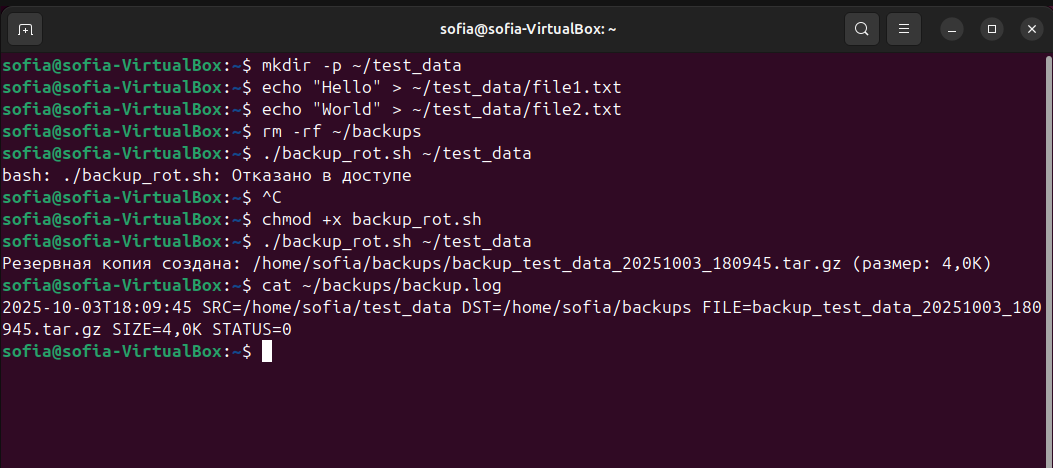 sofia@sofia-VirtualBox: ~
sofia@sofia-VirtualBox:~$ mkdir -p ~/test_data
sofia@sofia-VirtualBox:~$ echo "Hello" > ~/test_data/file1.txt
sofia@sofia-VirtualBox:~$ echo "World" > ~/test_data/file2.txt
sofia@sofia-VirtualBox:~$ rm -rf ~/backups
sofia@sofia-VirtualBox:~$ ./backup_rot.sh ~/test_data
bash: ./backup_rot.sh: Отказано в доступе
sofia@sofia-VirtualBox:~$ ^C
sofia@sofia-VirtualBox:~$ chmod +x backup_rot.sh
sofia@sofia-VirtualBox:~$ ./backup_rot.sh ~/test_data
Резервная копия создана: /home/sofia/backups/backup_test_data_20251003_180945.tar.gz (размер: 4,0K)
sofia@sofia-VirtualBox:~$ cat ~/backups/backup.log
2025-10-03T18:09:45 SRC=/home/sofia/test_data DST=/home/sofia/backups FILE=backup_test_data_20251003_180
945.tar.gz SIZE=4,0K STATUS=0
sofia@sofia-VirtualBox:~$